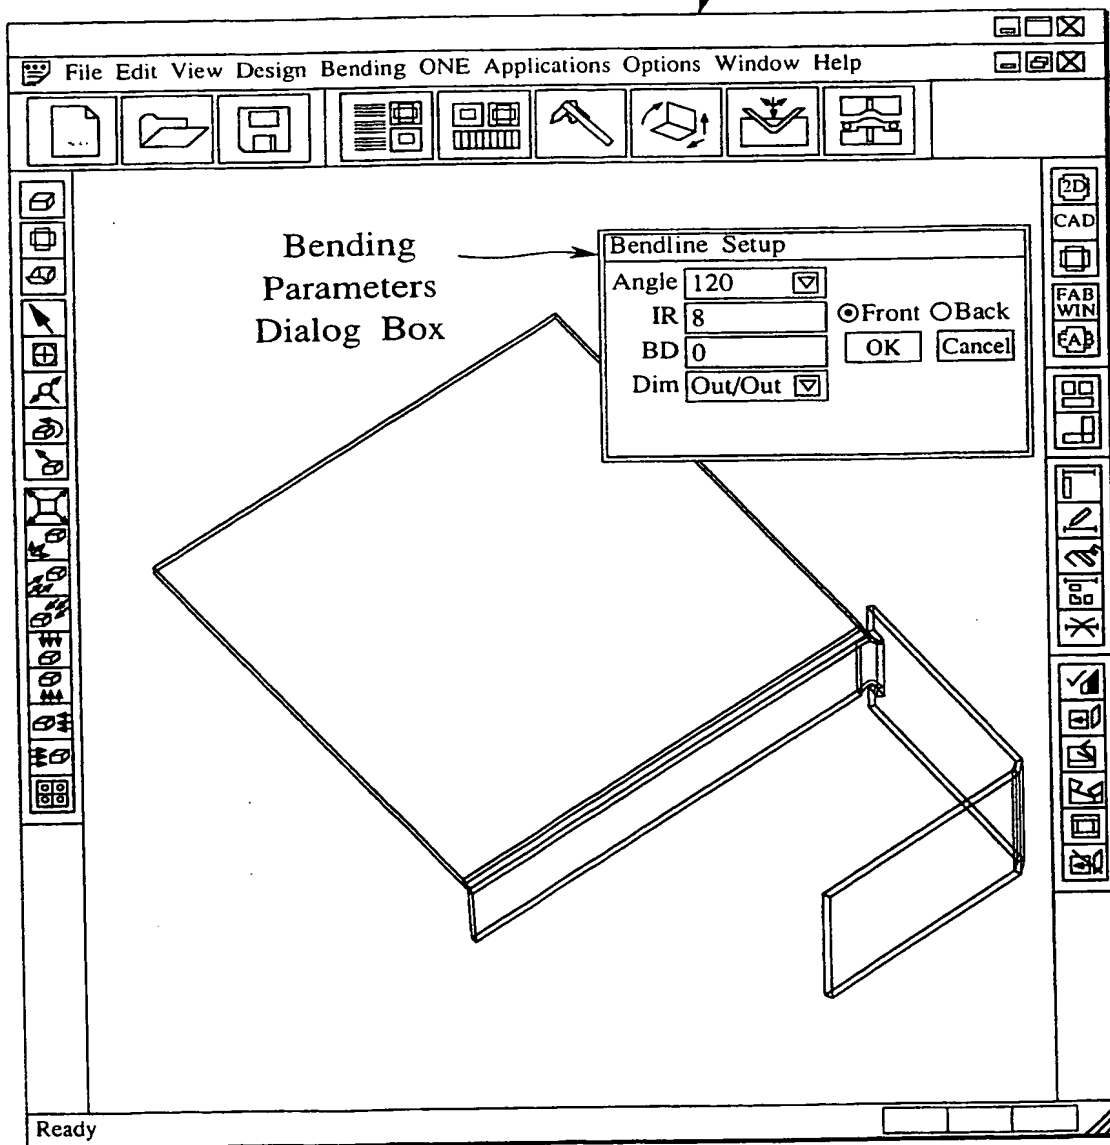 File Edit View Design Bending ONE Applications Options Window Help
Bending
Parameters
Dialog Box
Bendline Setup
Angle 120
IR 8
Front Back
BD 0
OK Cancel
Dim Out/Out
2D
CAD
FAB
WIN
FAB
Ready